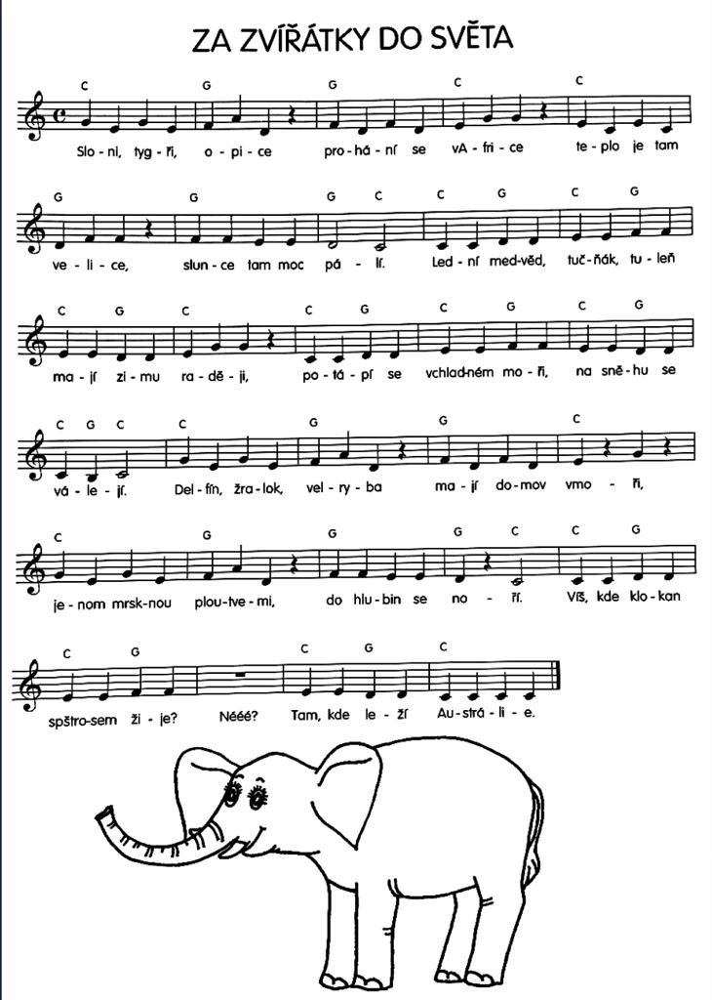 ZA ZVÍŘÁTKY DO SVĚTA
C G G C C
Slo-ni, tyg-ři, o-pi-ce pro-há-ní se vA-fri-ce te-plo je tam
G G G C C G C G
ve-li-ce, slun-ce tam moc pá-lí. Led-ní med-věd, tuč-ňák, tu-leň
C G C C G C G C G
ma-jí zi-mu ra-dě-ji, po-tá-pí se vchlad-ném mo-ři, na sně-hu se
C G C C G G C
vá-le-jí. Del-fín, žra-lok, vel-ry-ba ma-jí do-mov vmo-ři,
C G G G C C G
je-nom mrsk-nou plou-tve-mi, do hlu-bin se no-ří. Víš, kde klo-kan
C G C G C
spštro-sem ži-je? Nééé? Tam, kde le-ží Au-strá-li-e.